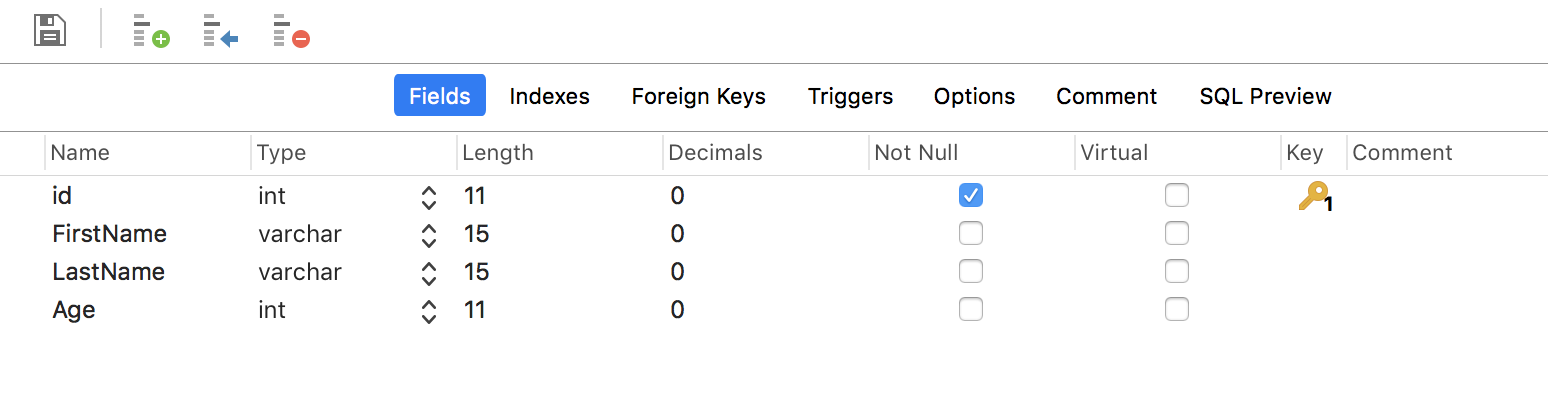 Fields Indexes Foreign Keys Triggers Options Comment SQL Preview
Name Type Length Decimals Not Null Virtual Key Comment
id int 11 0 1
FirstName varchar 15 0
LastName varchar 15 0
Age int 11 0